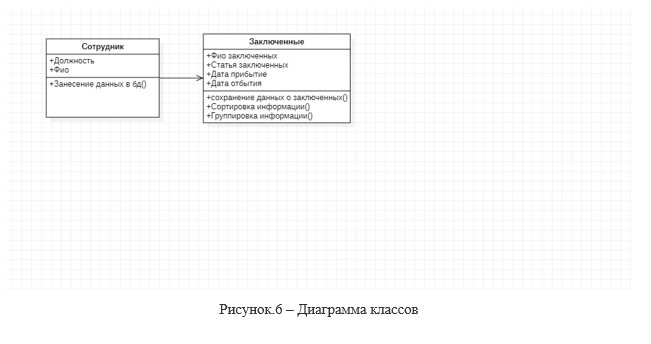 Сотрудник
+Должность
+Фио
+Занесение данных в бд()
Заключенные
+Фио заключенных
+Статья заключенных
+Дата прибытие
+Дата отбытия
+сохранение данных о заключенных()
+Сортировка информации()
+Группировка информации()
Рисунок.6 – Диаграмма классов